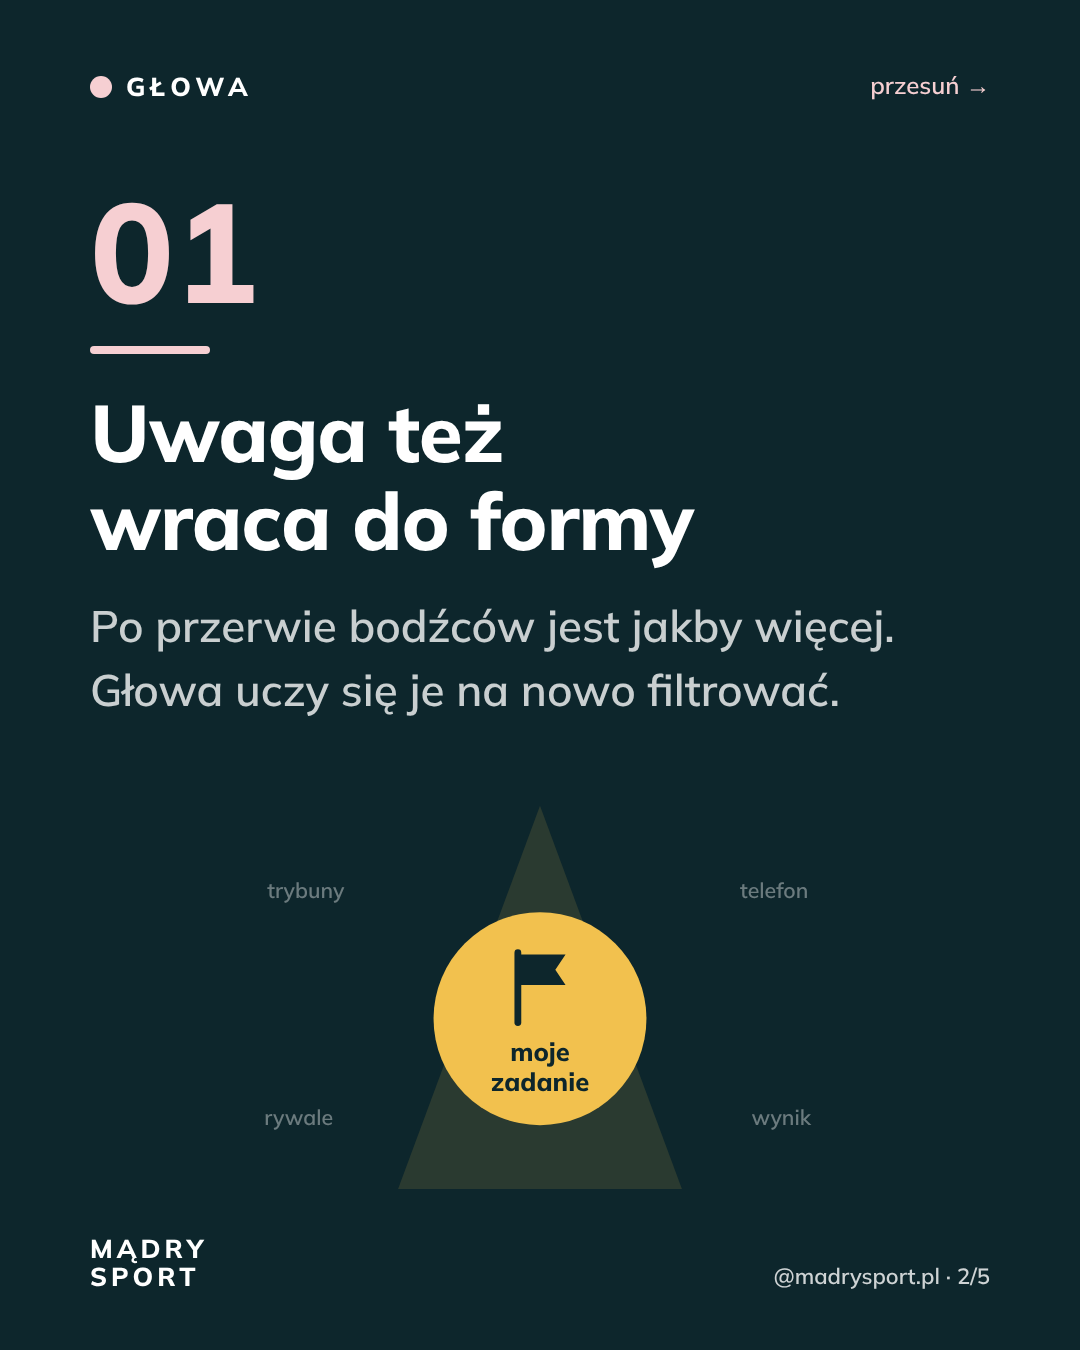 GŁOWA
przesuń →
01
Uwaga też
wraca do formy
Po przerwie bodźców jest jakby więcej.
Głowa uczy się je na nowo filtrować.
trybuny
telefon
moje
zadanie
rywale
wynik
MĄDRY
SPORT
@madrysport.pl · 2/5